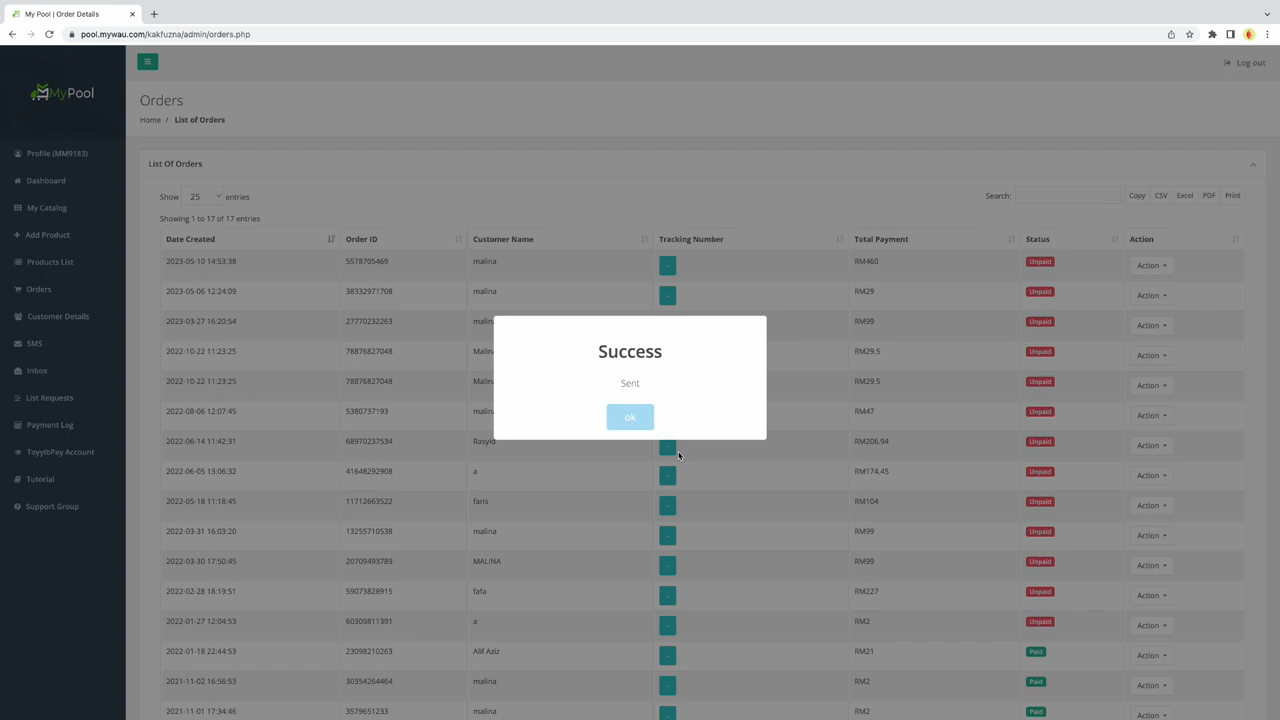 My Pool | Order Details
pool.mywau.com/kakfuzna/admin/orders.php
MyPool
Log out
Orders
Home / List of Orders
Profile (MM9183)
Dashboard
My Catalog
Add Product
Products List
Orders
Customer Details
SMS
Inbox
List Requests
Payment Log
ToyyibPay Account
Tutorial
Support Group
List Of Orders
Show 25 entries
Search: Copy CSV Excel PDF Print
Showing 1 to 17 of 17 entries
Date Created Order ID Customer Name Tracking Number Total Payment Status Action
2023-05-10 14:53:38 5578705469 malina - RM460 Unpaid Action
2023-05-06 12:24:09 38332971708 malina - RM29 Unpaid Action
2023-03-27 16:20:54 27770232263 malin RM99 Unpaid Action
2022-10-22 11:23:25 78876827048 Malin RM29.5 Unpaid Action
2022-10-22 11:23:25 78876827048 Malin RM29.5 Unpaid Action
2022-08-06 12:07:45 5380737193 malin RM47 Unpaid Action
2022-06-14 11:42:31 68970237534 Rasyid - RM206.94 Unpaid Action
2022-06-05 13:06:32 41648292908 a - RM174.45 Unpaid Action
2022-05-18 11:18:45 11712663522 faris - RM104 Unpaid Action
2022-03-31 16:03:20 13255710538 malina - RM99 Unpaid Action
2022-03-30 17:50:45 20709493789 MALINA - RM99 Unpaid Action
2022-02-28 18:19:51 59073828915 fafa - RM227 Unpaid Action
2022-01-27 12:04:53 60309811391 a - RM2 Unpaid Action
2022-01-18 22:44:53 23098210263 Alif Aziz - RM21 Paid Action
2021-11-02 16:56:53 30354264464 malina - RM2 Paid Action
2021-11-01 17:34:46 3579651233 malina - RM2 Paid Action
Success
Sent
ok